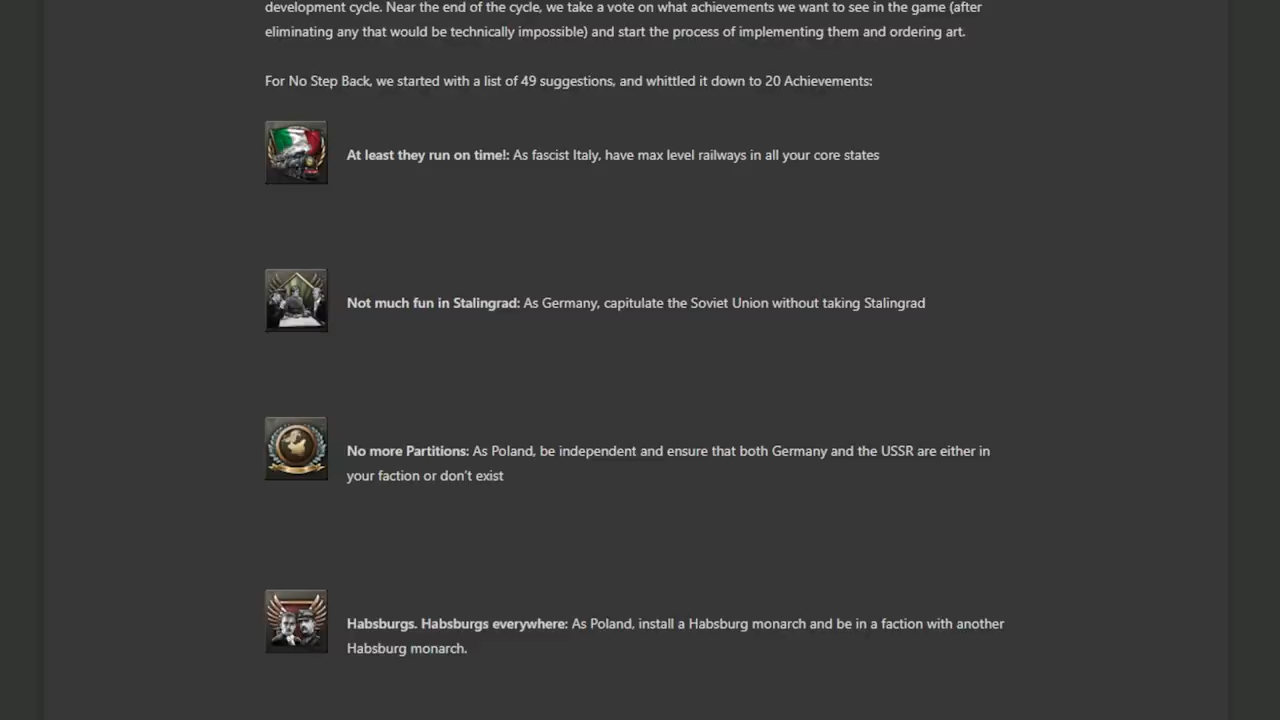 development cycle. Near the end of the cycle, we take a vote on what achievements we want to see in the game (after
eliminating any that would be technically impossible) and start the process of implementing them and ordering art.
For No Step Back, we started with a list of 49 suggestions, and whittled it down to 20 Achievements:
At least they run on time!: As fascist Italy, have max level railways in all your core states
Not much fun in Stalingrad: As Germany, capitulate the Soviet Union without taking Stalingrad
No more Partitions: As Poland, be independent and ensure that both Germany and the USSR are either in
your faction or don't exist
Habsburgs. Habsburgs everywhere: As Poland, install a Habsburg monarch and be in a faction with another
Habsburg monarch.